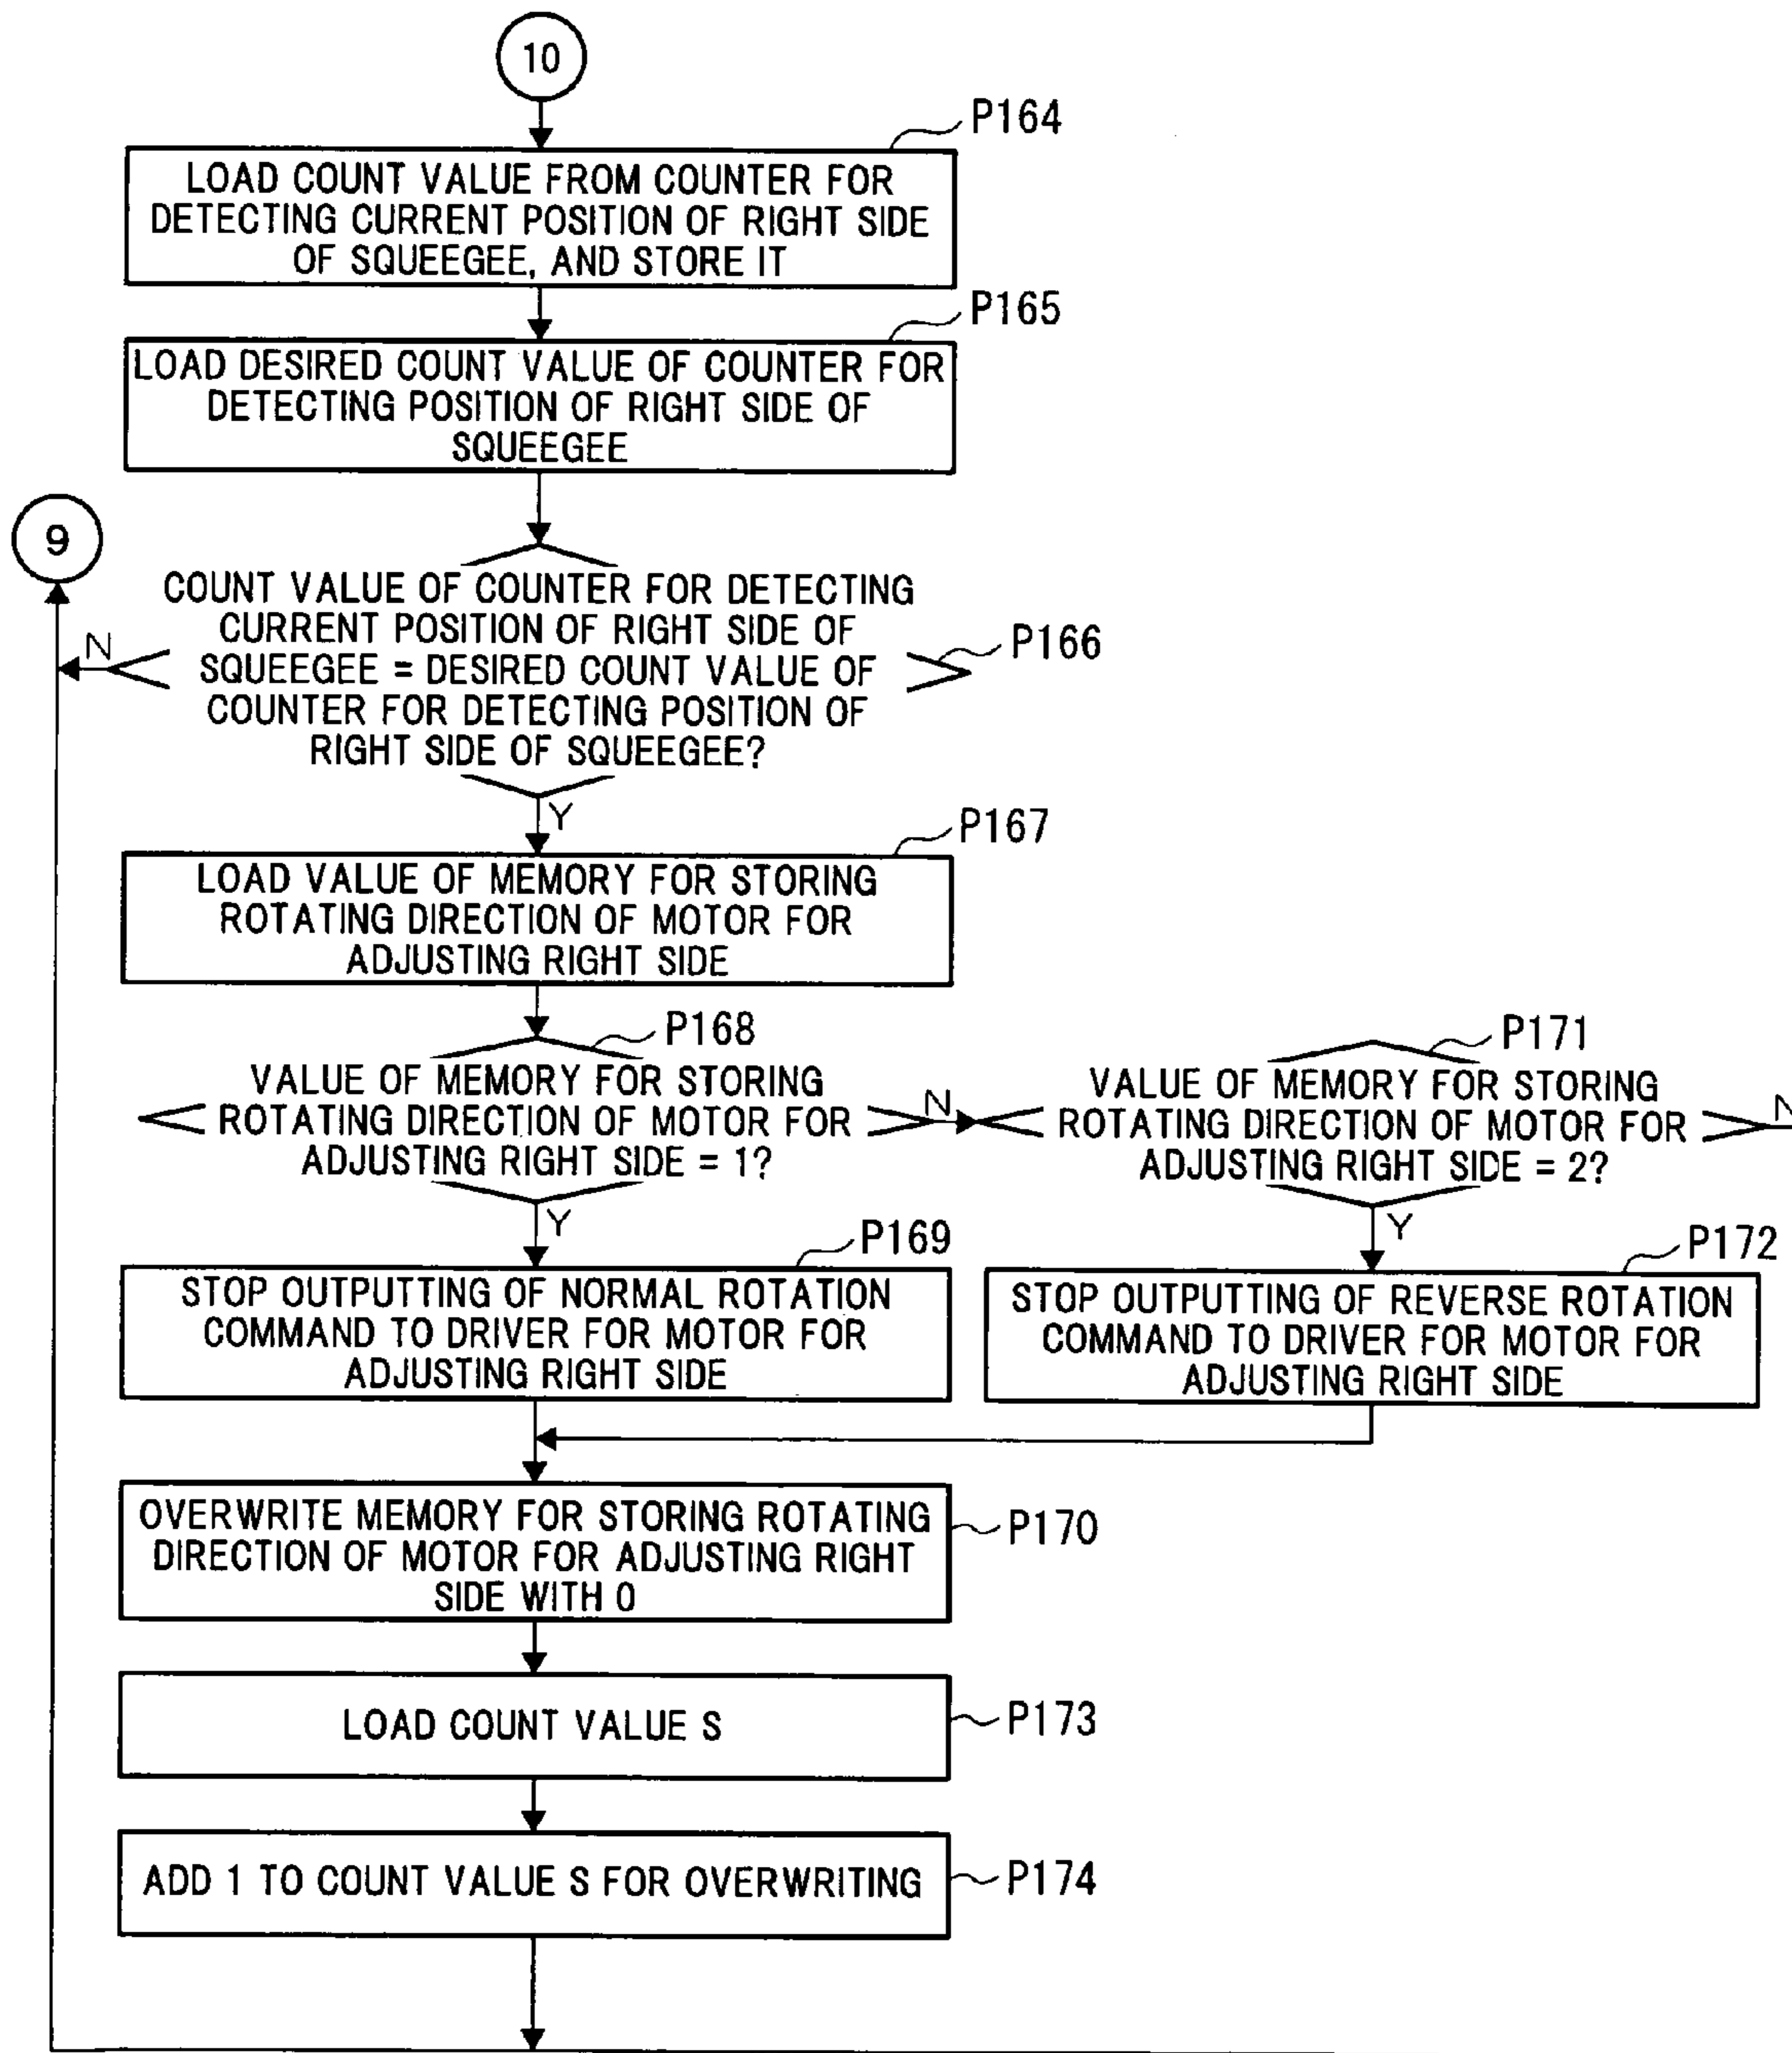 10
P164
LOAD COUNT VALUE FROM COUNTER FOR
DETECTING CURRENT POSITION OF RIGHT SIDE
OF SQUEEGEE, AND STORE IT
P165
LOAD DESIRED COUNT VALUE OF COUNTER FOR
DETECTING POSITION OF RIGHT SIDE OF
SQUEEGEE
9
COUNT VALUE OF COUNTER FOR DETECTING
CURRENT POSITION OF RIGHT SIDE OF
SQUEEGEE = DESIRED COUNT VALUE OF
COUNTER FOR DETECTING POSITION OF
RIGHT SIDE OF SQUEEGEE?
N
P166
Y
P167
LOAD VALUE OF MEMORY FOR STORING
ROTATING DIRECTION OF MOTOR FOR
ADJUSTING RIGHT SIDE
P168
VALUE OF MEMORY FOR STORING
ROTATING DIRECTION OF MOTOR FOR
ADJUSTING RIGHT SIDE = 1?
N
Y
P171
VALUE OF MEMORY FOR STORING
ROTATING DIRECTION OF MOTOR FOR
ADJUSTING RIGHT SIDE = 2?
N
Y
P169
STOP OUTPUTTING OF NORMAL ROTATION
COMMAND TO DRIVER FOR MOTOR FOR
ADJUSTING RIGHT SIDE
P172
STOP OUTPUTTING OF REVERSE ROTATION
COMMAND TO DRIVER FOR MOTOR FOR
ADJUSTING RIGHT SIDE
OVERWRITE MEMORY FOR STORING ROTATING
DIRECTION OF MOTOR FOR ADJUSTING RIGHT
SIDE WITH 0
P170
LOAD COUNT VALUE S
P173
ADD 1 TO COUNT VALUE S FOR OVERWRITING
P174